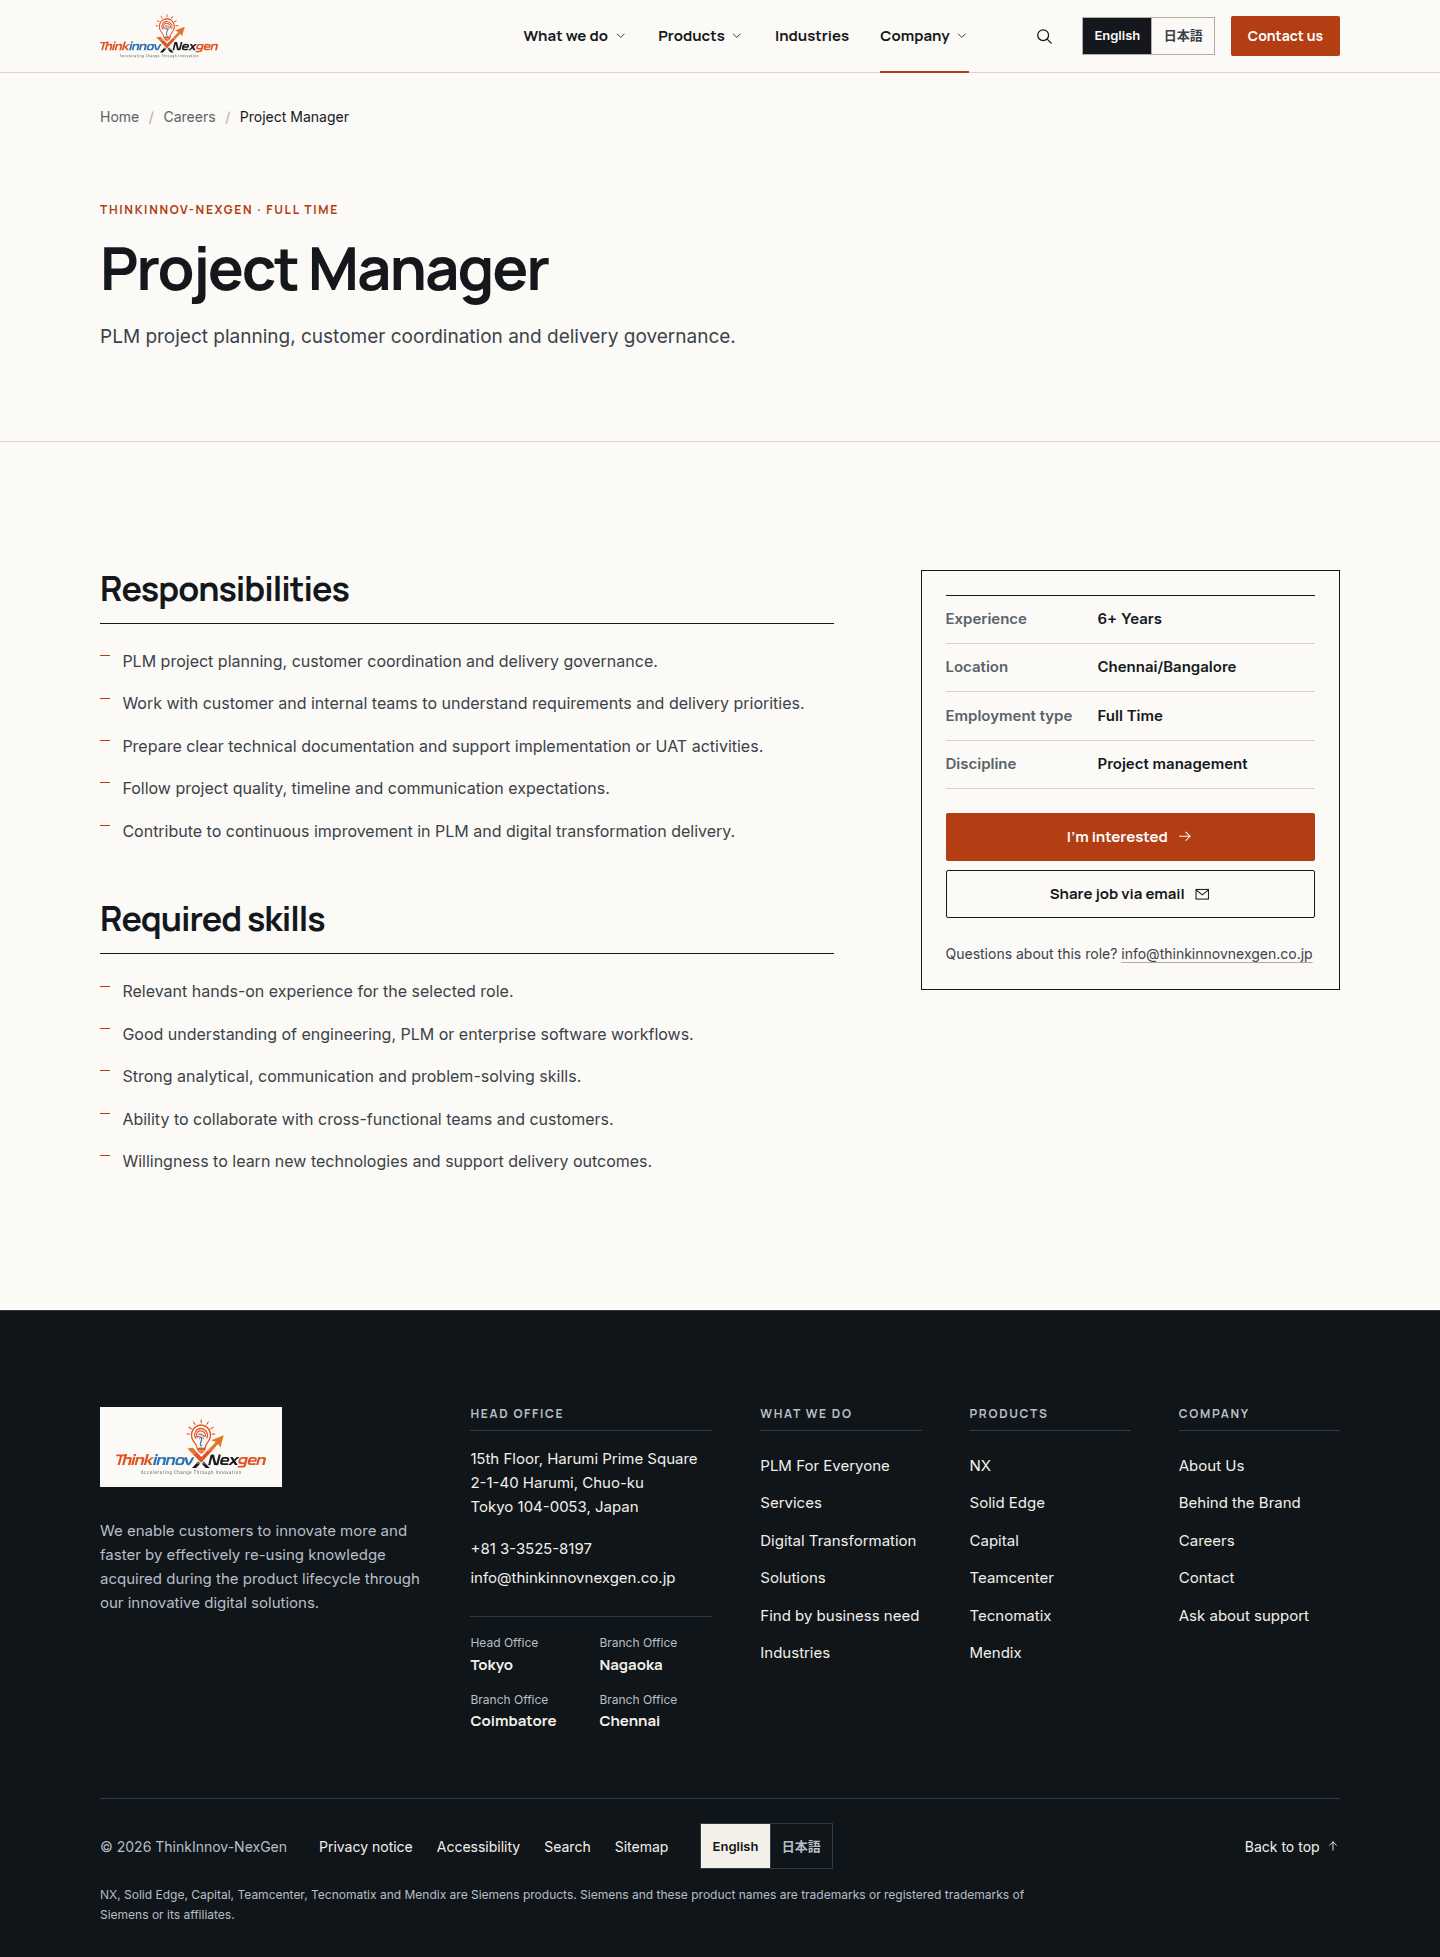 ThinkinnovXNexgen
Accelerating Change Through Innovation
What we do
Products
Industries
Company
English
日本語
Contact us
Home / Careers / Project Manager
THINKINNOV-NEXGEN · FULL TIME
Project Manager
PLM project planning, customer coordination and delivery governance.
Responsibilities
PLM project planning, customer coordination and delivery governance.
Work with customer and internal teams to understand requirements and delivery priorities.
Prepare clear technical documentation and support implementation or UAT activities.
Follow project quality, timeline and communication expectations.
Contribute to continuous improvement in PLM and digital transformation delivery.
Required skills
Relevant hands-on experience for the selected role.
Good understanding of engineering, PLM or enterprise software workflows.
Strong analytical, communication and problem-solving skills.
Ability to collaborate with cross-functional teams and customers.
Willingness to learn new technologies and support delivery outcomes.
Experience 6+ Years
Location Chennai/Bangalore
Employment type Full Time
Discipline Project management
I'm interested →
Share job via email
Questions about this role? info@thinkinnovnexgen.co.jp
ThinkinnovXNexgen
Accelerating Change Through Innovation
We enable customers to innovate more and
faster by effectively re-using knowledge
acquired during the product lifecycle through
our innovative digital solutions.
HEAD OFFICE
15th Floor, Harumi Prime Square
2-1-40 Harumi, Chuo-ku
Tokyo 104-0053, Japan
+81 3-3525-8197
info@thinkinnovnexgen.co.jp
Head Office
Tokyo
Branch Office
Nagaoka
Branch Office
Coimbatore
Branch Office
Chennai
WHAT WE DO
PLM For Everyone
Services
Digital Transformation
Solutions
Find by business need
Industries
PRODUCTS
NX
Solid Edge
Capital
Teamcenter
Tecnomatix
Mendix
COMPANY
About Us
Behind the Brand
Careers
Contact
Ask about support
© 2026 ThinkInnov-NexGen
Privacy notice
Accessibility
Search
Sitemap
English
日本語
Back to top ↑
NX, Solid Edge, Capital, Teamcenter, Tecnomatix and Mendix are Siemens products. Siemens and these product names are trademarks or registered trademarks of
Siemens or its affiliates.